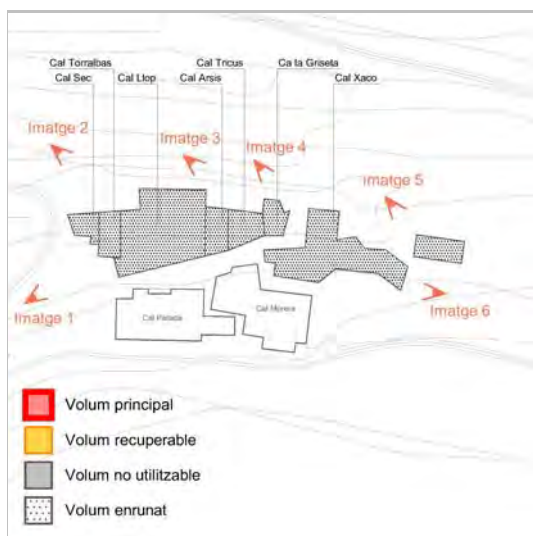 Cal Torralbas
Cal Tricus
Ca la Griseta
Cal Sec
Cal Llop
Cal Arsis
Cal Xaco
Imatge 2
Imatge 3
Imatge 4
Imatge 5
Imatge 1
Cal Parada
Cal Monera
Imatge 6
Volum principal
Volum recuperable
Volum no utilitzable
Volum enrunat